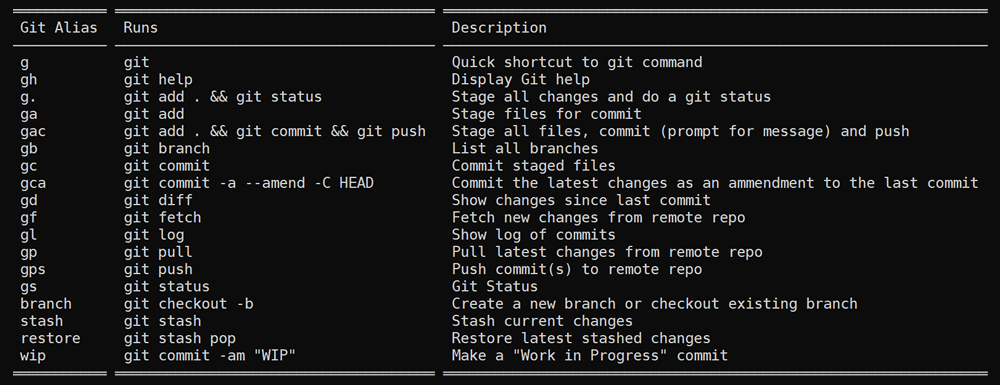 Git Alias Runs Description
g git Quick shortcut to git command
gh git help Display Git help
g. git add . && git status Stage all changes and do a git status
ga git add Stage files for commit
gac git add . && git commit && git push Stage all files, commit (prompt for message) and push
gb git branch List all branches
gc git commit Commit staged files
gca git commit -a --amend -C HEAD Commit the latest changes as an ammendment to the last commit
gd git diff Show changes since last commit
gf git fetch Fetch new changes from remote repo
gl git log Show log of commits
gp git pull Pull latest changes from remote repo
gps git push Push commit(s) to remote repo
gs git status Git Status
branch git checkout -b Create a new branch or checkout existing branch
stash git stash Stash current changes
restore git stash pop Restore latest stashed changes
wip git commit -am "WIP" Make a "Work in Progress" commit